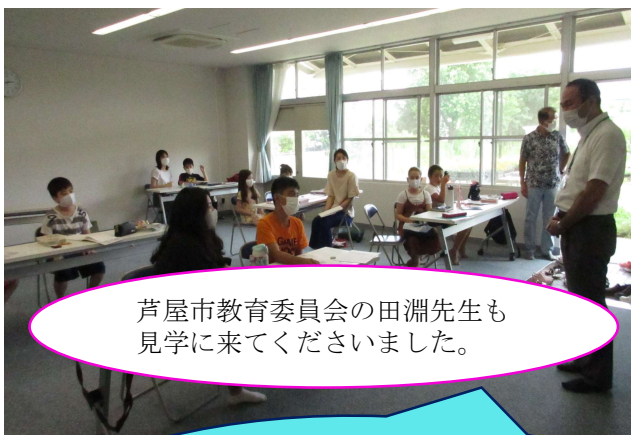 芦屋市教育委員会の田淵先生も
見学に来てくださいました。